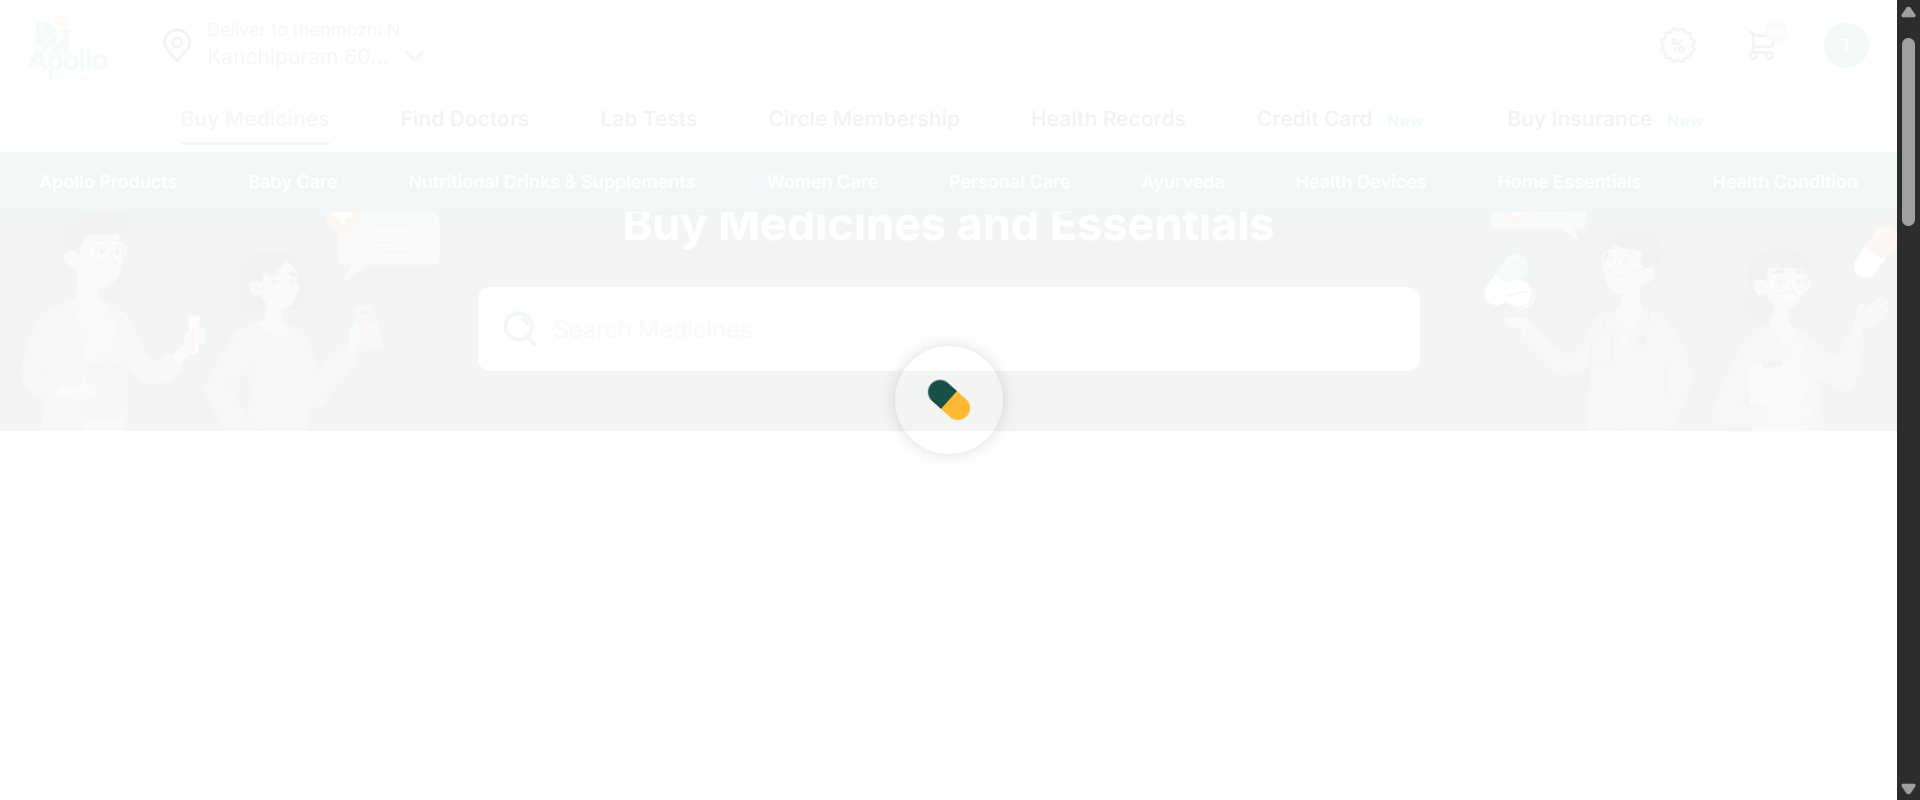 Deliver to thenmozhi N
Kanchipuram 60...
Apollo
%
T
Buy Medicines
Find Doctors
Lab Tests
Circle Membership
Health Records
Credit Card New
Buy Insurance New
Apollo Products
Baby Care
Nutritional Drinks & Supplements
Women Care
Personal Care
Ayurveda
Health Devices
Home Essentials
Health Condition
Buy Medicines and Essentials
Search Medicines